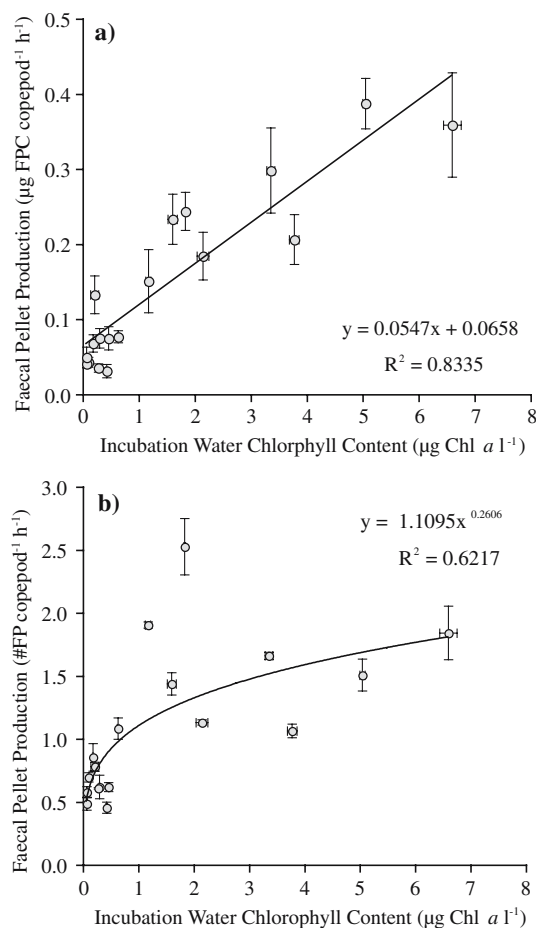 a)
Faecal Pellet Production (µg FPC copepod⁻¹ h⁻¹)
0.5
0.4
0.3
0.2
0.1
0.0
y = 0.0547x + 0.0658
R² = 0.8335
0 1 2 3 4 5 6 7 8
Incubation Water Chlorphyll Content (µg Chl a l⁻¹)
b)
Faecal Pellet Production (#FP copepod⁻¹ h⁻¹)
3.0
2.5
2.0
1.5
1.0
0.5
0.0
y = 1.1095x ^0.2606
R² = 0.6217
0 1 2 3 4 5 6 7 8
Incubation Water Chlorophyll Content (µg Chl a l⁻¹)